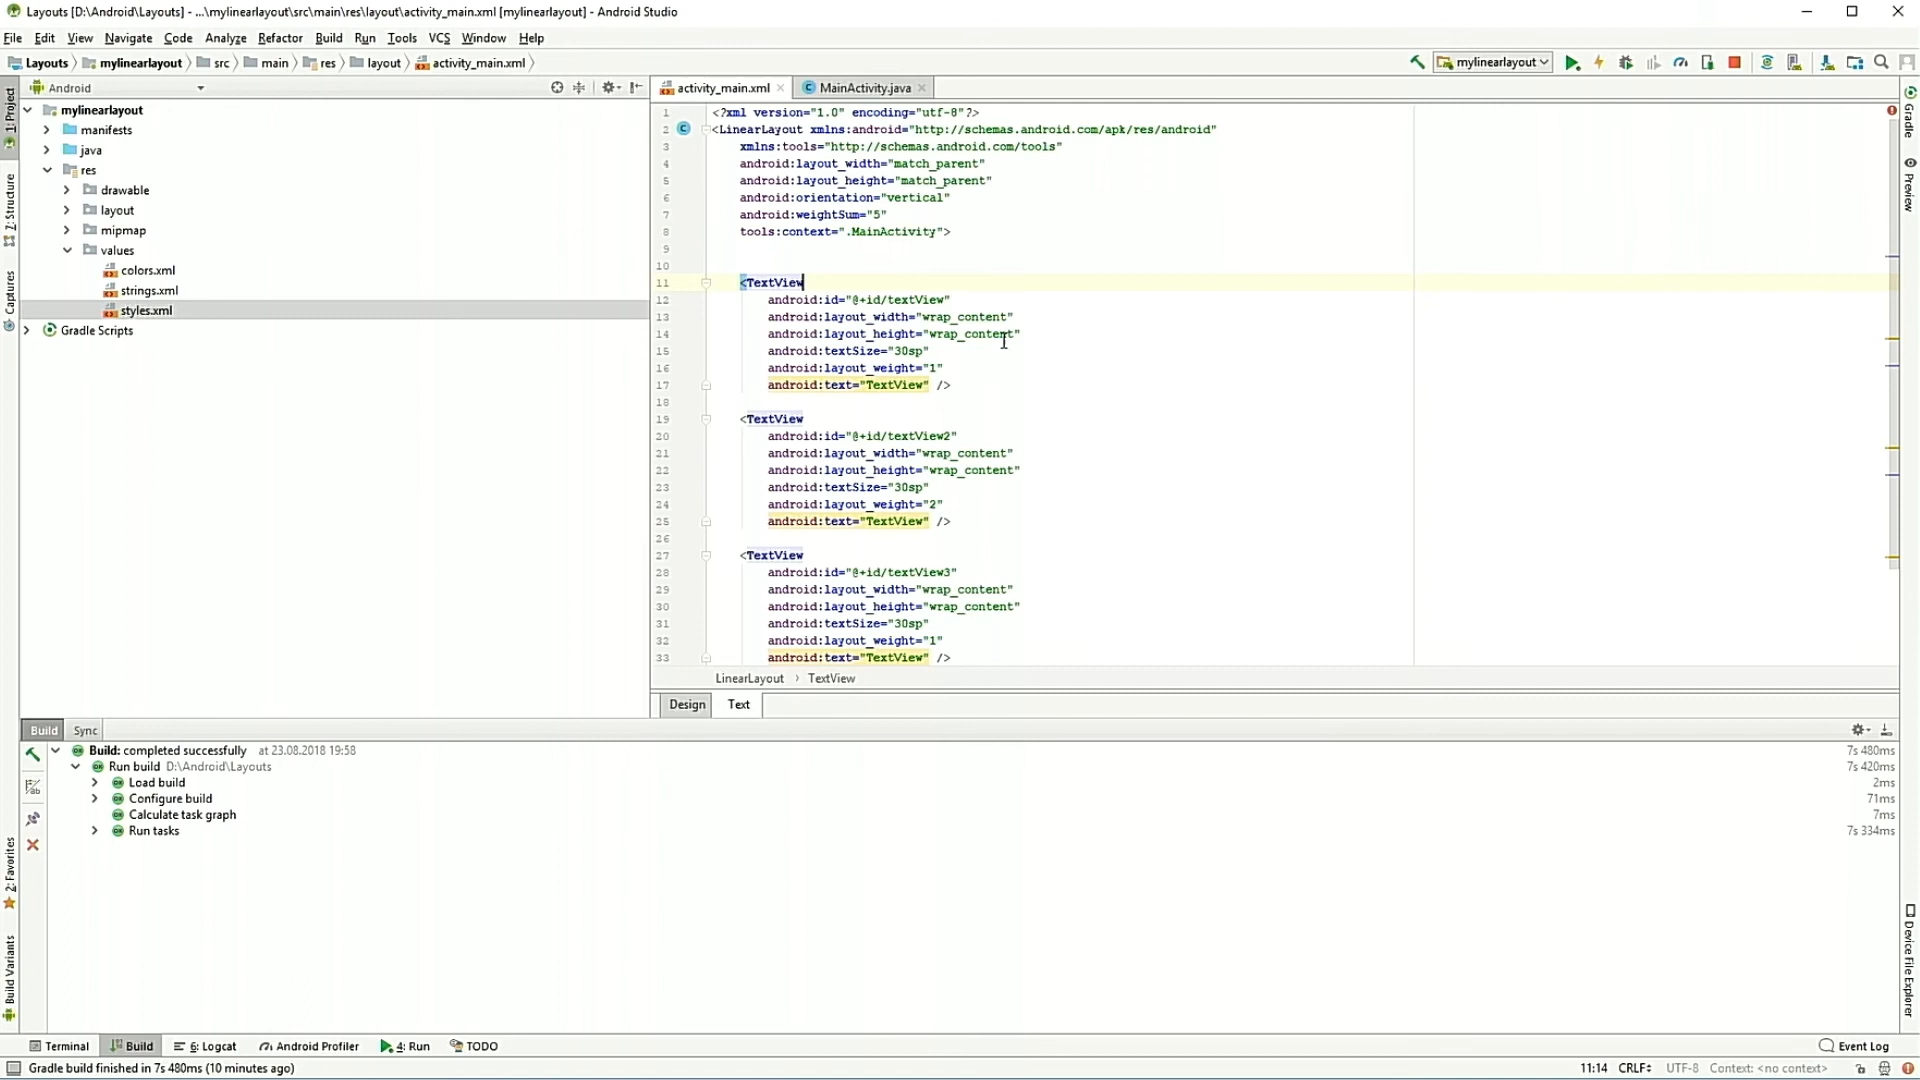 Layouts [D:\Android\Layouts] - ...\mylinearlayout\src\main\res\layout\activity_main.xml [mylinearlayout] - Android Studio
File Edit View Navigate Code Analyze Refactor Build Run Tools VCS Window Help
Layouts mylinearlayout src main res layout activity_main.xml
mylinearlayout
1: Project
Z: Structure
Captures
2: Favorites
Build Variants
Android
mylinearlayout
manifests
java
res
drawable
layout
mipmap
values
colors.xml
strings.xml
styles.xml
Gradle Scripts
activity_main.xml MainActivity.java
1 <?xml version="1.0" encoding="utf-8"?>
2 <LinearLayout xmlns:android="http://schemas.android.com/apk/res/android"
3 xmlns:tools="http://schemas.android.com/tools"
4 android:layout_width="match_parent"
5 android:layout_height="match_parent"
6 android:orientation="vertical"
7 android:weightSum="5"
8 tools:context=".MainActivity">
9
10
11 <TextView
12 android:id="@+id/textView"
13 android:layout_width="wrap_content"
14 android:layout_height="wrap_content"
15 android:textSize="30sp"
16 android:layout_weight="1"
17 android:text="TextView" />
18
19 <TextView
20 android:id="@+id/textView2"
21 android:layout_width="wrap_content"
22 android:layout_height="wrap_content"
23 android:textSize="30sp"
24 android:layout_weight="2"
25 android:text="TextView" />
26
27 <TextView
28 android:id="@+id/textView3"
29 android:layout_width="wrap_content"
30 android:layout_height="wrap_content"
31 android:textSize="30sp"
32 android:layout_weight="1"
33 android:text="TextView" />
LinearLayout › TextView
Design Text
Gradle
Preview
Device File Explorer
Build Sync
Build: completed successfully at 23.08.2018 19:58 7s 480ms
Run build D:\Android\Layouts 7s 420ms
Load build 2ms
Configure build 71ms
Calculate task graph 7ms
Run tasks 7s 334ms
Terminal Build 6: Logcat Android Profiler 4: Run TODO Event Log
Gradle build finished in 7s 480ms (10 minutes ago) 11:14 CRLF UTF-8 Context: <no context>